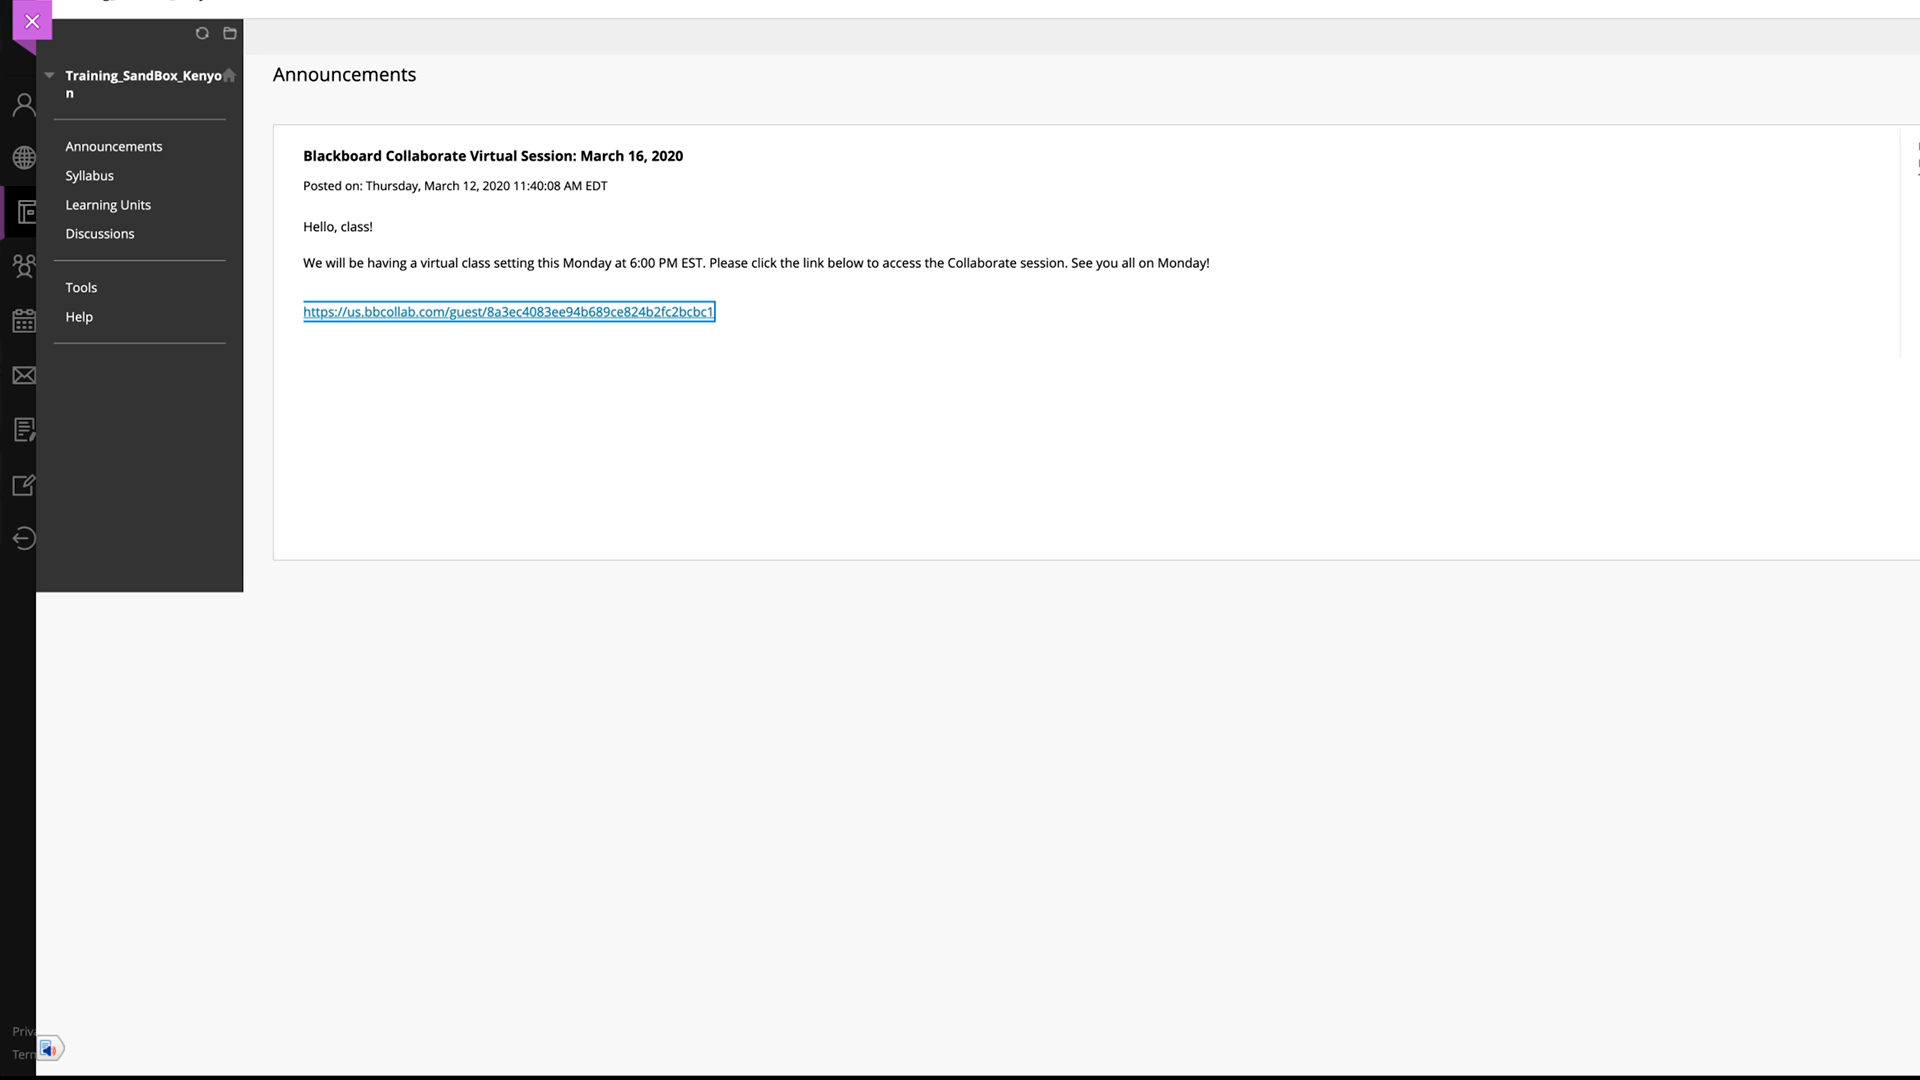 Training_SandBox_Kenyo
n
Announcements
Syllabus
Learning Units
Discussions
Tools
Help
Announcements
Blackboard Collaborate Virtual Session: March 16, 2020
Posted on: Thursday, March 12, 2020 11:40:08 AM EDT
Hello, class!
We will be having a virtual class setting this Monday at 6:00 PM EST. Please click the link below to access the Collaborate session. See you all on Monday!
https://us.bbcollab.com/guest/8a3ec4083ee94b689ce824b2fc2bcbc1